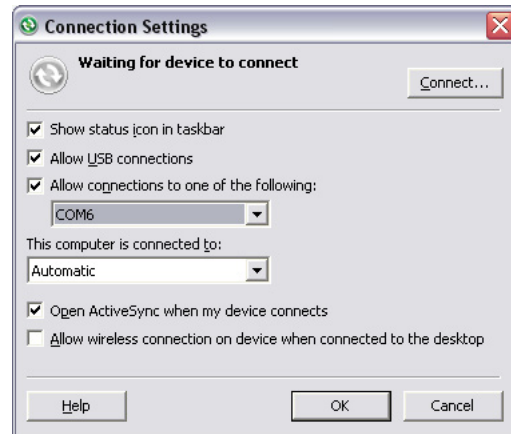 Connection Settings
Waiting for device to connect
Connect...
Show status icon in taskbar
Allow USB connections
Allow connections to one of the following:
COM6
This computer is connected to:
Automatic
Open ActiveSync when my device connects
Allow wireless connection on device when connected to the desktop
Help
OK
Cancel